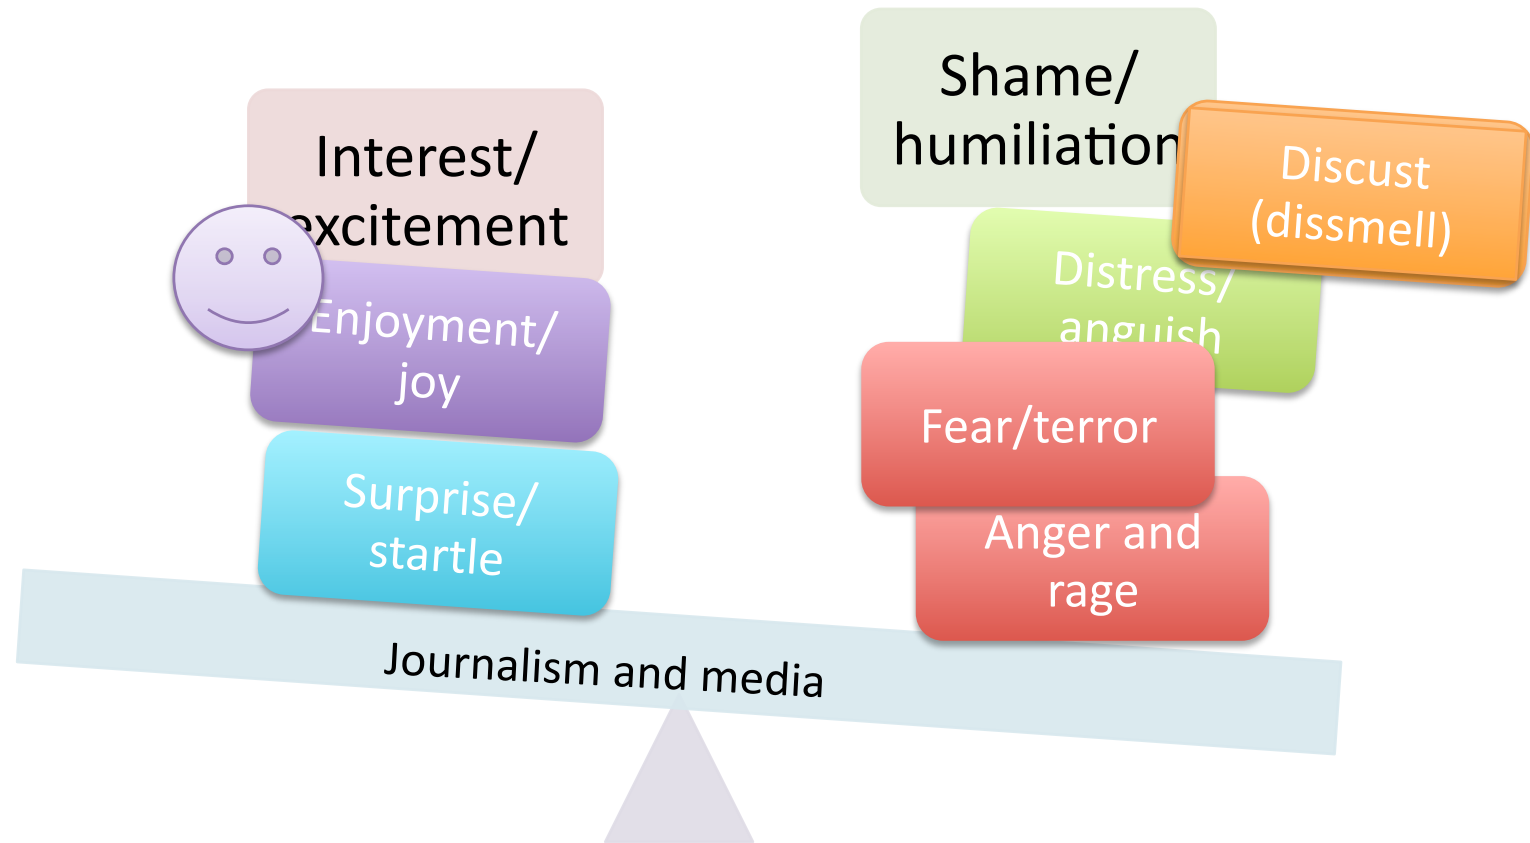 Interest/
excitement
Enjoyment/
joy
Surprise/
startle
Shame/
humiliation
Discust
(dissmell)
Distress/
anguish
Fear/terror
Anger and
rage
Journalism and media